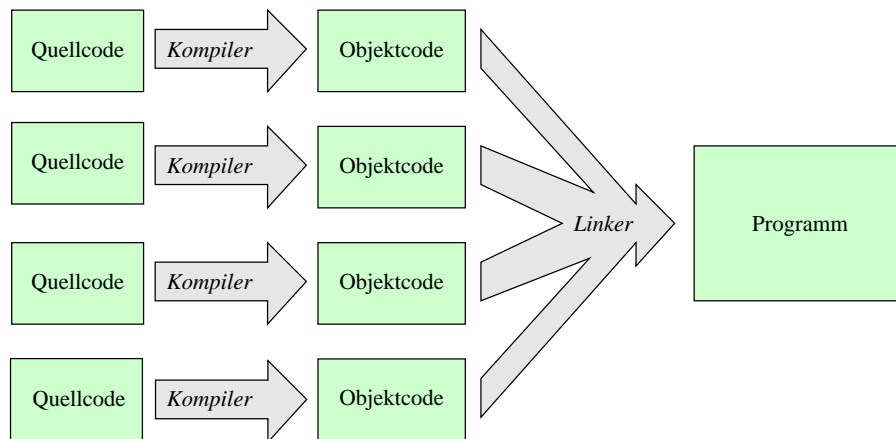 Quellcode
Kompiler
Objektcode
Quellcode
Kompiler
Objektcode
Linker
Programm
Quellcode
Kompiler
Objektcode
Quellcode
Kompiler
Objektcode